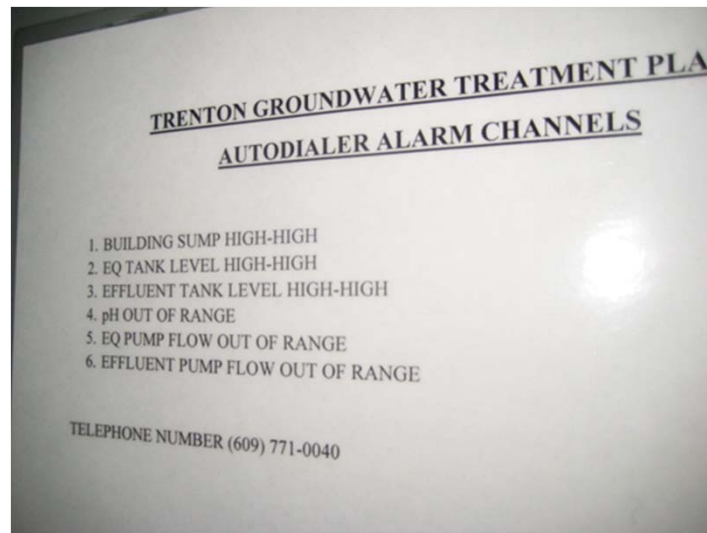 TRENTON GROUNDWATER TREATMENT PLA
AUTODIALER ALARM CHANNELS
1. BUILDING SUMP HIGH-HIGH
2. EQ TANK LEVEL HIGH-HIGH
3. EFFLUENT TANK LEVEL HIGH-HIGH
4. pH OUT OF RANGE
5. EQ PUMP FLOW OUT OF RANGE
6. EFFLUENT PUMP FLOW OUT OF RANGE
TELEPHONE NUMBER (609) 771-0040